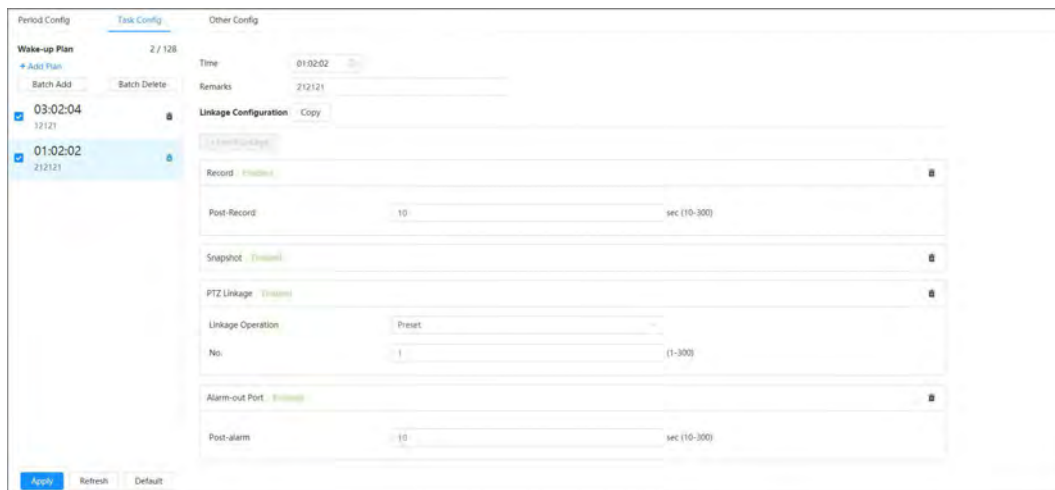 Period Config Task Config Other Config
Wake-up Plan 2 / 128
+ Add Plan
Batch Add Batch Delete
03:02:04
12121
01:02:02
212121
Time 01:02:02
Remarks 212121
Linkage Configuration Copy
Record Enabled
Post-Record 10 sec (10-300)
Snapshot Enabled
PTZ Linkage Enabled
Linkage Operation Preset
No. 1 (1-300)
Alarm-out Port Enabled
Post-alarm 10 sec (10-300)
Apply Refresh Default